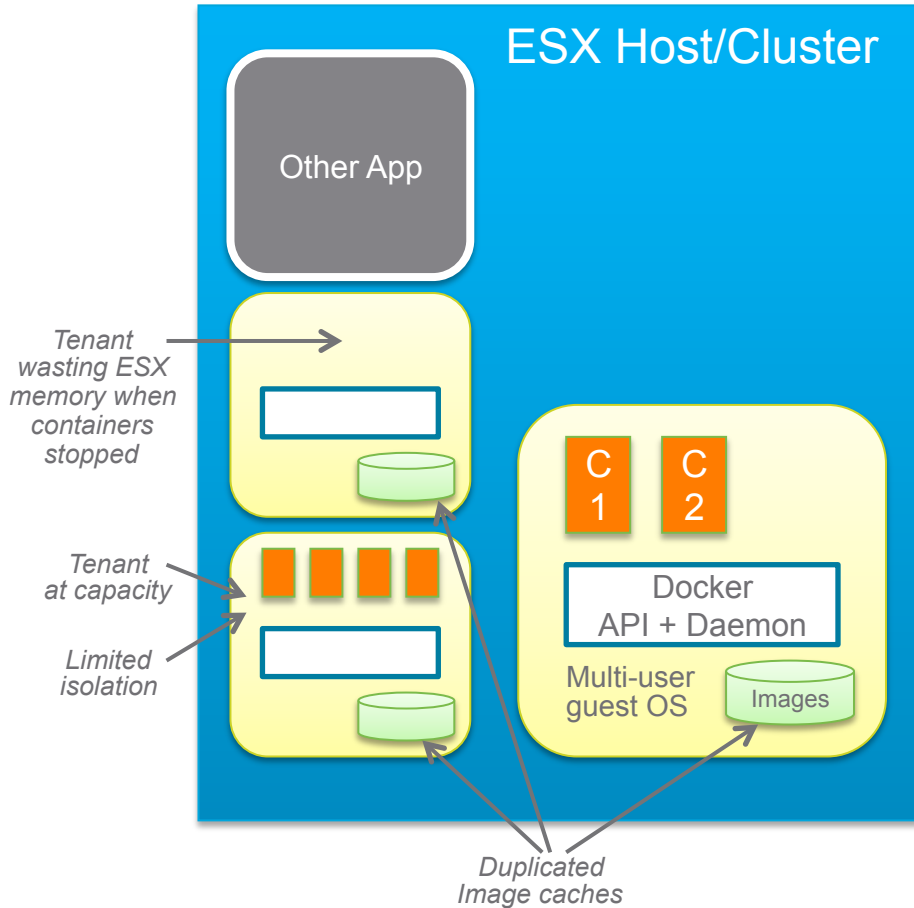 ESX Host/Cluster
Other App
Tenant
wasting ESX
memory when
containers
stopped
C
1
C
2
Tenant
at capacity
Docker
API + Daemon
Limited
isolation
Multi-user
guest OS
Images
Duplicated
Image caches